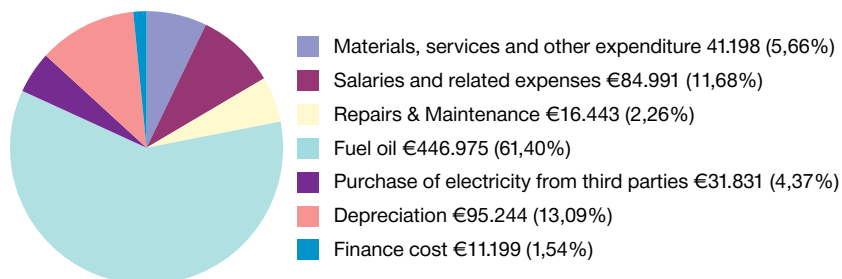 Materials, services and other expenditure 41.198 (5,66%)
Salaries and related expenses €84.991 (11,68%)
Repairs & Maintenance €16.443 (2,26%)
Fuel oil €446.975 (61,40%)
Purchase of electricity from third parties €31.831 (4,37%)
Depreciation €95.244 (13,09%)
Finance cost €11.199 (1,54%)